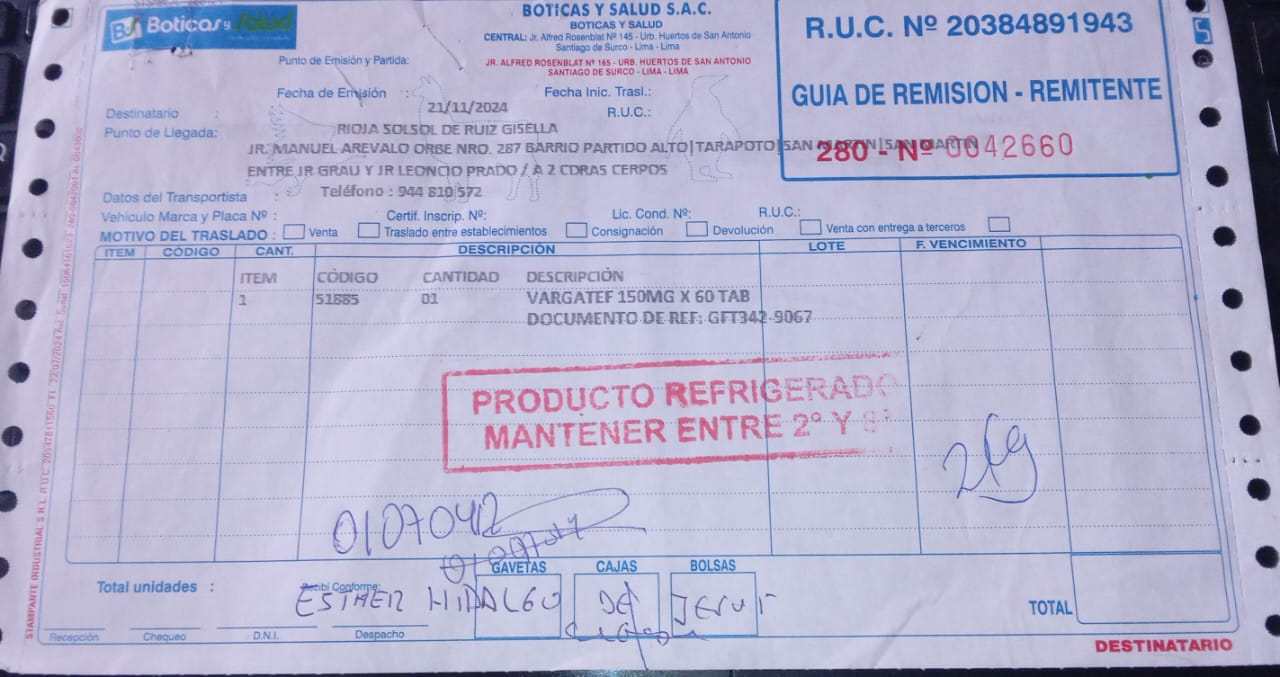 Boticas y Salud
BOTICAS Y SALUD S.A.C.
BOTICAS Y SALUD
CENTRAL: Jr. Alfred Rosenblat Nº 145 - Urb. Huertos de San Antonio
Santiago de Surco - Lima - Lima
Punto de Emisión y Partida:
JR. ALFRED ROSENBLAT Nº 165 - URB. HUERTOS DE SAN ANTONIO
SANTIAGO DE SURCO - LIMA - LIMA
R.U.C. Nº 20384891943
GUIA DE REMISION - REMITENTE
280 - Nº 0042660
Fecha de Emisión : 21/11/2024 Fecha Inic. Trasl.:
Destinatario : RIOJA SOLSOL DE RUIZ GISELLA R.U.C.:
Punto de Llegada: JR. MANUEL AREVALO ORBE NRO. 287 BARRIO PARTIDO ALTO|TARAPOTO|SAN MARTIN|SAN MARTIN
ENTRE JR GRAU Y JR LEONCIO PRADO / A 2 CDRAS CERPOS
Datos del Transportista : Teléfono : 944 810 572
Vehículo Marca y Placa Nº : Certif. Inscrip. Nº: Lic. Cond. Nº: R.U.C.:
MOTIVO DEL TRASLADO : Venta Traslado entre establecimientos Consignación Devolución Venta con entrega a terceros
ITEM CÓDIGO CANT. DESCRIPCIÓN LOTE F. VENCIMIENTO
ITEM CÓDIGO CANTIDAD DESCRIPCIÓN
1 51885 01 VARGATEF 150MG X 60 TAB
DOCUMENTO DE REF: GFT342-9067
PRODUCTO REFRIGERADO
MANTENER ENTRE 2° Y 8°
01070412
Total unidades : Recibí Conforme: GAVETAS CAJAS BOLSAS
ESTHER HIDALGO DE
TOTAL
Recepción Chequeo D.N.I. Despacho
DESTINATARIO